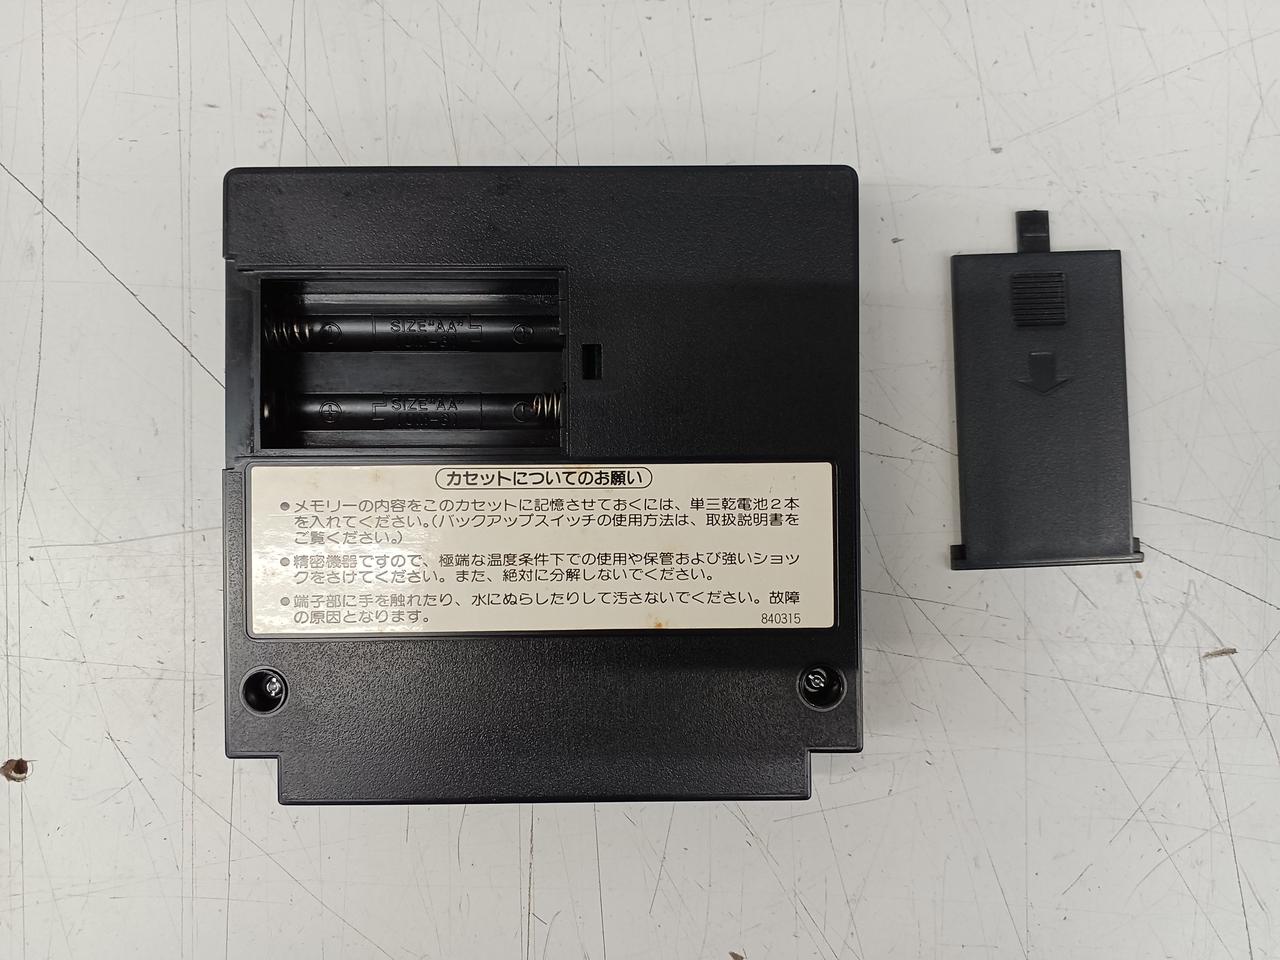 SIZE"AA"
(UM-3)
SIZE"AA"
(UM-3)
カセットについてのお願い
●メモリーの内容をこのカセットに記憶させておくには、単三乾電池2本
を入れてください。(バックアップスイッチの使用方法は、取扱説明書を
ご覧ください。)
●精密機器ですので、極端な温度条件下での使用や保管および強いショッ
クをさけてください。また、絶対に分解しないでください。
●端子部に手を触れたり、水にぬらしたりして汚さないでください。故障
の原因となります。
840315